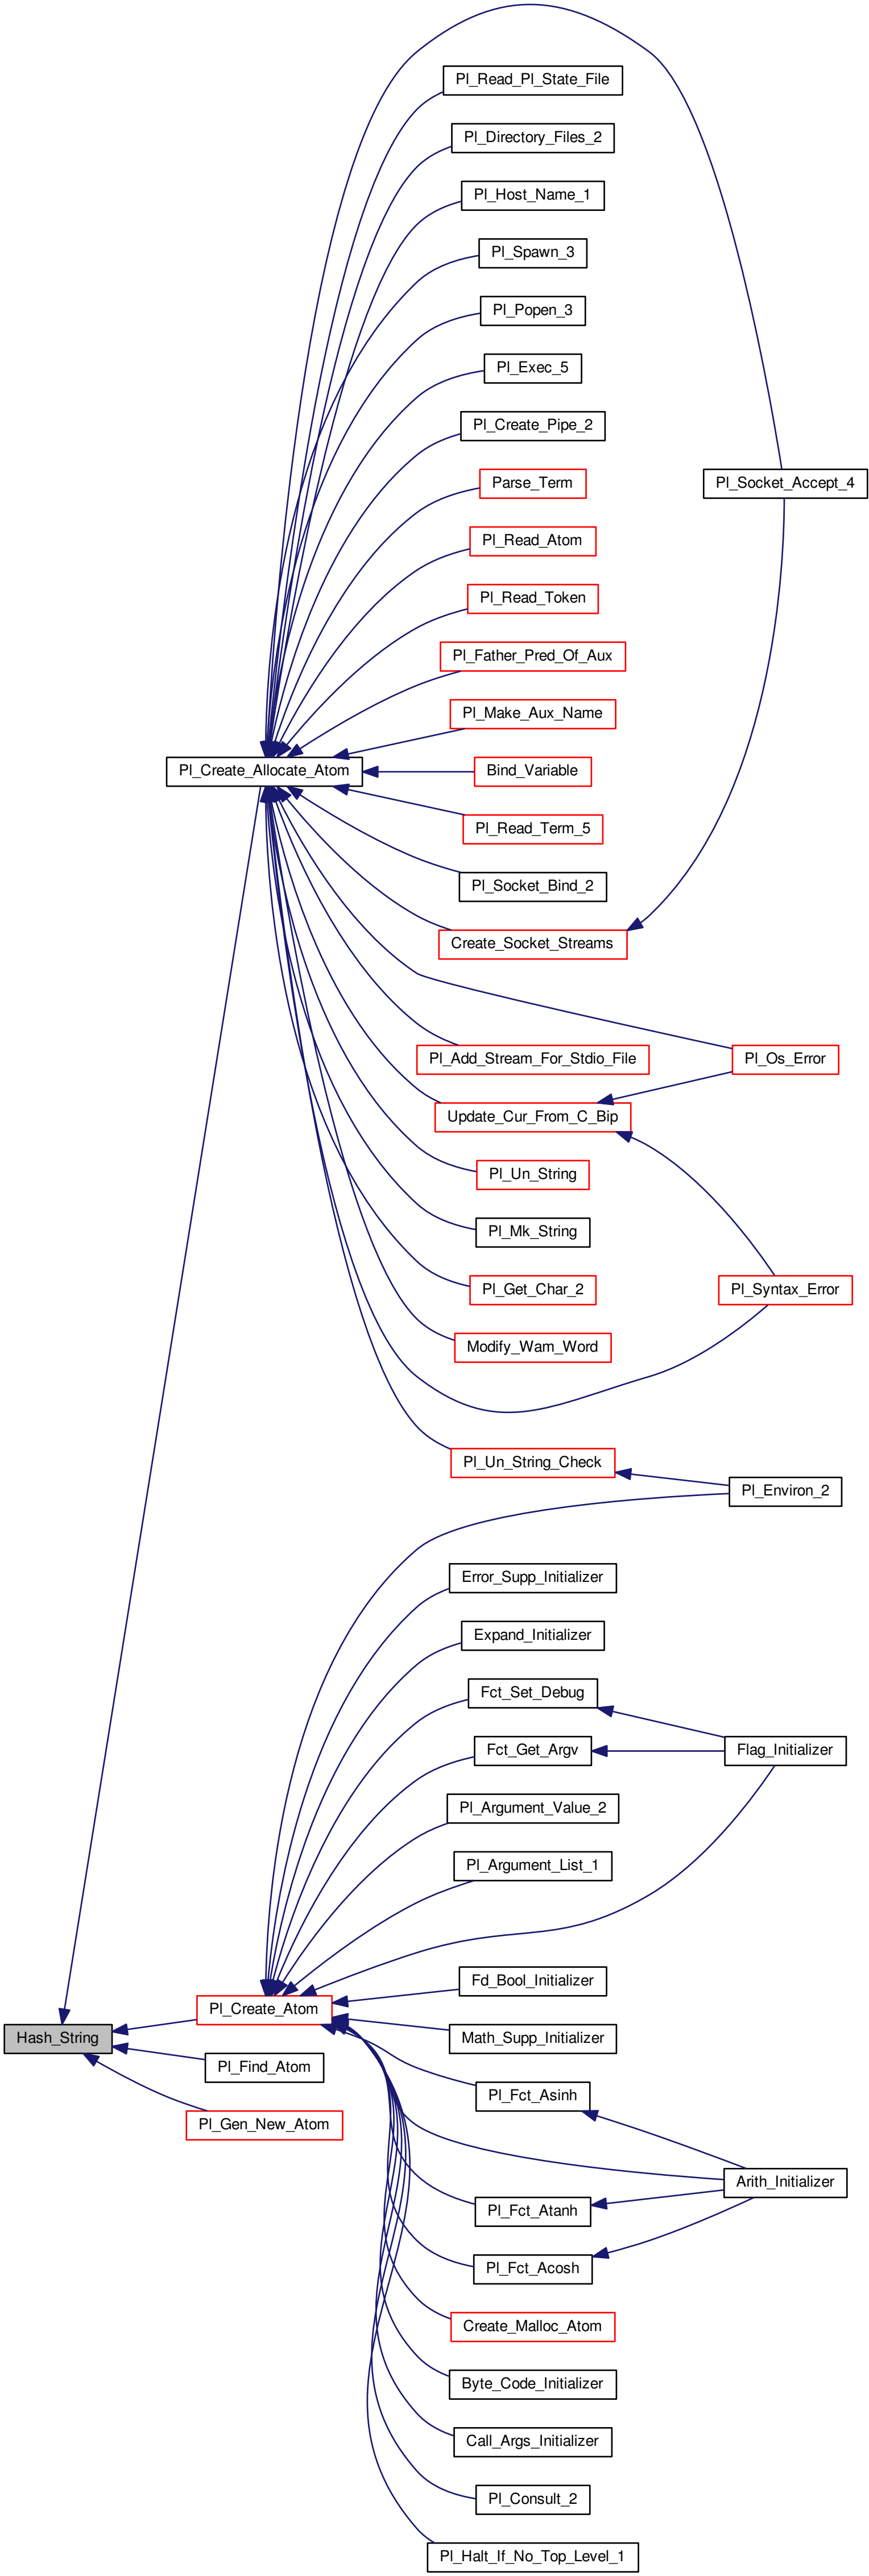 Pl_Read_Pl_State_File
Pl_Directory_Files_2
Pl_Host_Name_1
Pl_Spawn_3
Pl_Popen_3
Pl_Exec_5
Pl_Create_Pipe_2
Parse_Term
Pl_Socket_Accept_4
Pl_Read_Atom
Pl_Read_Token
Pl_Father_Pred_Of_Aux
Pl_Make_Aux_Name
Pl_Create_Allocate_Atom
Bind_Variable
Pl_Read_Term_5
Pl_Socket_Bind_2
Create_Socket_Streams
Pl_Add_Stream_For_Stdio_File
Pl_Os_Error
Update_Cur_From_C_Bip
Pl_Un_String
Pl_Mk_String
Pl_Get_Char_2
Pl_Syntax_Error
Modify_Wam_Word
Pl_Un_String_Check
Pl_Environ_2
Error_Supp_Initializer
Expand_Initializer
Fct_Set_Debug
Fct_Get_Argv
Flag_Initializer
Pl_Argument_Value_2
Pl_Argument_List_1
Fd_Bool_Initializer
Pl_Create_Atom
Hash_String
Math_Supp_Initializer
Pl_Find_Atom
Pl_Fct_Asinh
Pl_Gen_New_Atom
Arith_Initializer
Pl_Fct_Atanh
Pl_Fct_Acosh
Create_Malloc_Atom
Byte_Code_Initializer
Call_Args_Initializer
Pl_Consult_2
Pl_Halt_If_No_Top_Level_1